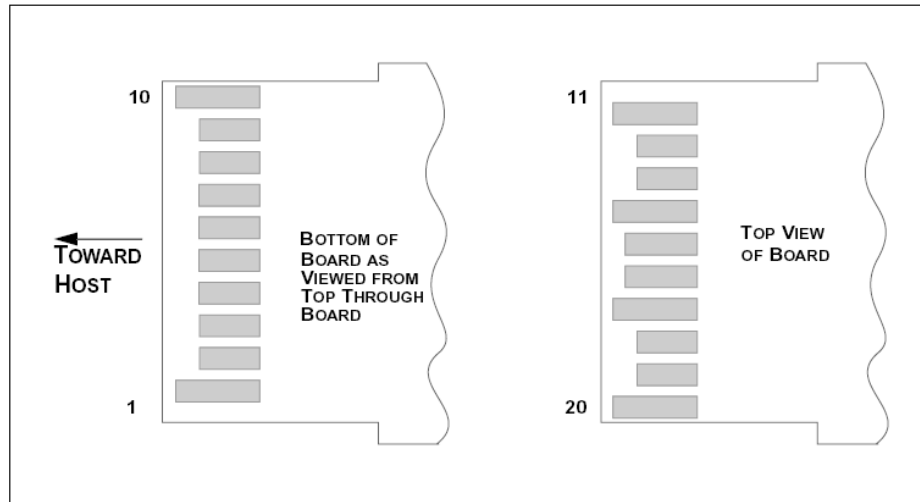 10
TOWARD
HOST
BOTTOM OF
BOARD AS
VIEWED FROM
TOP THROUGH
BOARD
1
11
TOP VIEW
OF BOARD
20